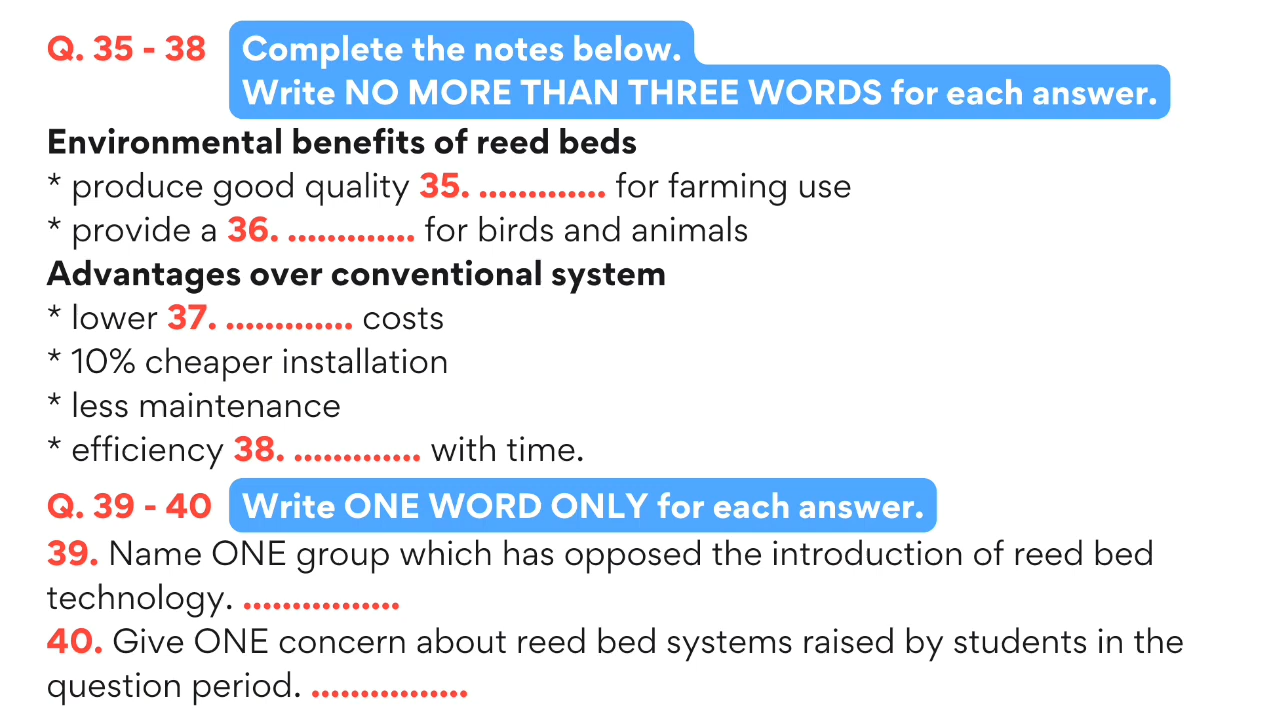 Q. 35 - 38 Complete the notes below.
Write NO MORE THAN THREE WORDS for each answer.
Environmental benefits of reed beds
* produce good quality 35. ............. for farming use
* provide a 36. ............. for birds and animals
Advantages over conventional system
* lower 37. ............. costs
* 10% cheaper installation
* less maintenance
* efficiency 38. ............. with time.
Q. 39 - 40 Write ONE WORD ONLY for each answer.
39. Name ONE group which has opposed the introduction of reed bed
technology. ................
40. Give ONE concern about reed bed systems raised by students in the
question period. ................